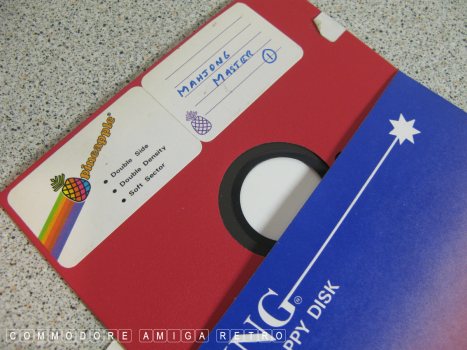 pineapple®
• Double Side
• Double Density
• Soft Sector
MAHJONG
MASTER ①
NG®
PPY DISK
COMMODORE AMIGA RETRO